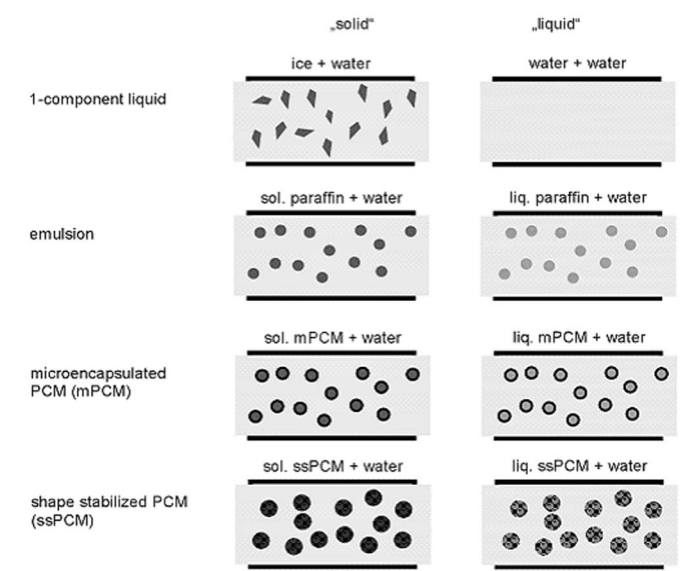 „solid“ „liquid“
ice + water water + water
1-component liquid
sol. paraffin + water liq. paraffin + water
emulsion
sol. mPCM + water liq. mPCM + water
microencapsulated
PCM (mPCM)
sol. ssPCM + water liq. ssPCM + water
shape stabilized PCM
(ssPCM)